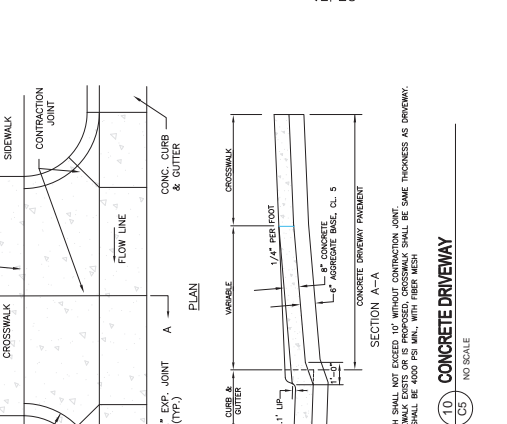 SIDEWALK
CONTRACTION
JOINT
CONC. CURB
& GUTTER
FLOW LINE
CROSSWALK
A
" EXP. JOINT
(TYP.)
PLAN
CROSSWALK
VARIABLE
CURB &
GUTTER
1/4" PER FOOT
8" CONCRETE
6" AGGREGATE BASE, CL. 5
1'-0"
.1' LIP
CONCRETE DRIVEWAY PAVEMENT
SECTION A-A
SHALL NOT EXCEED 10' WITHOUT CONTRACTION JOINT.
EXISTS OR IS PROPOSED, CROSSWALK SHALL BE SAME THICKNESS AS DRIVEWAY.
SHALL BE 4000 PSI MIN., WITH FIBER MESH
10
C5
CONCRETE DRIVEWAY
NO SCALE